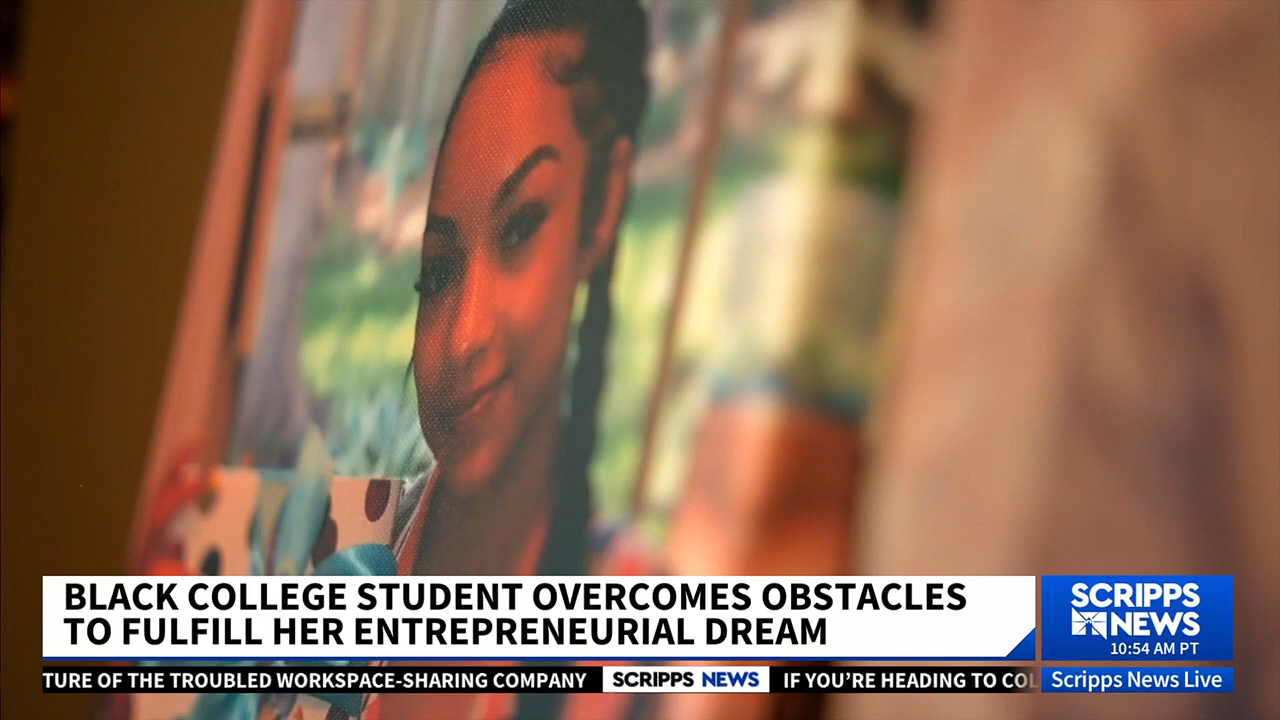 BLACK COLLEGE STUDENT OVERCOMES OBSTACLES
TO FULFILL HER ENTREPRENEURIAL DREAM
SCRIPPS
NEWS
10:54 AM PT
TURE OF THE TROUBLED WORKSPACE-SHARING COMPANY SCRIPPS NEWS IF YOU’RE HEADING TO COL
Scripps News Live